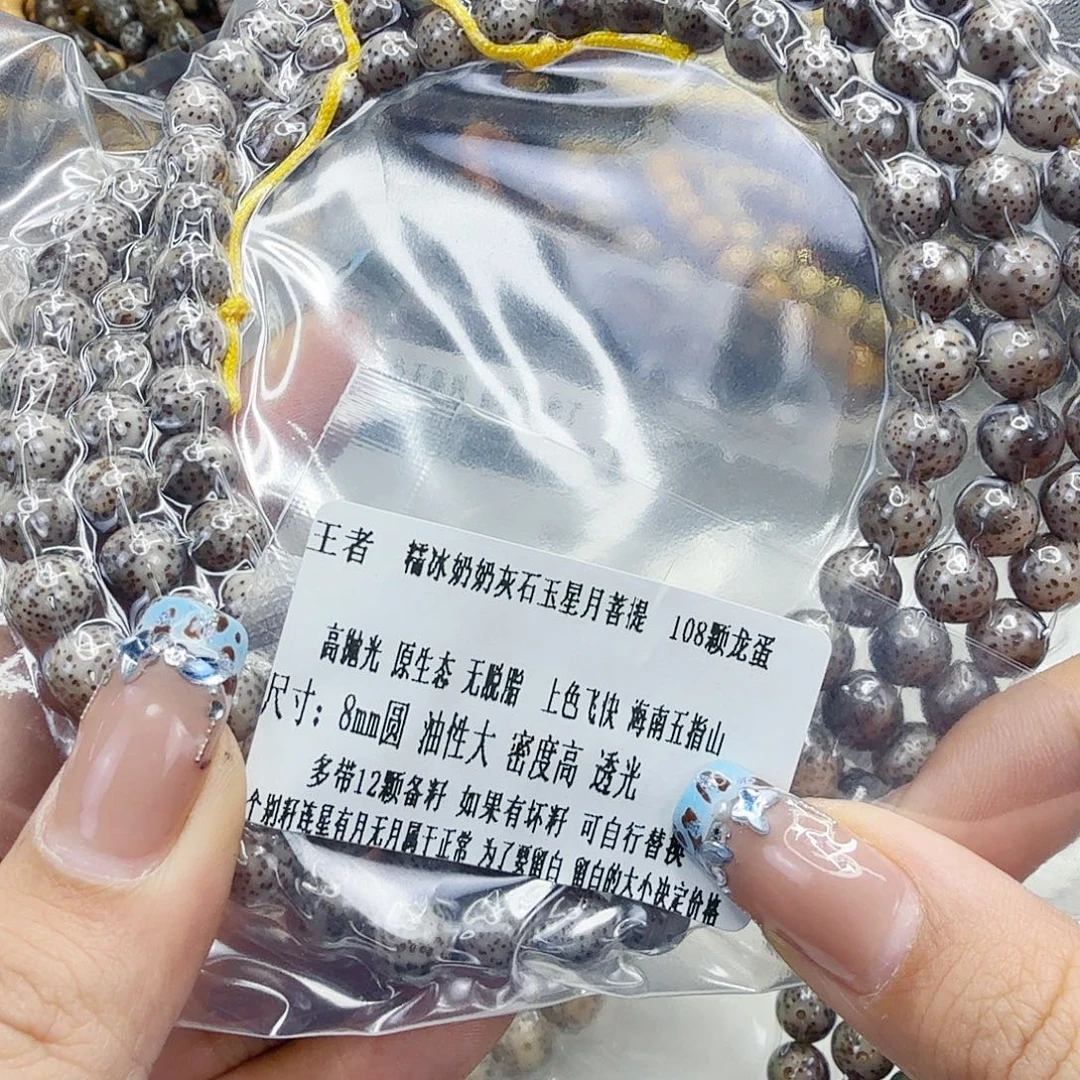 王者 糯冰奶奶灰石玉星月菩提 108颗龙蛋
高抛光 原生态 无脱脂 上色飞快 海南五指山
尺寸：8mm圆 油性大 密度高 透光
多带12颗备籽 如果有坏籽 可自行替换
个别籽连星有月无月属于正常 为了要留白 留白的大小决定价格